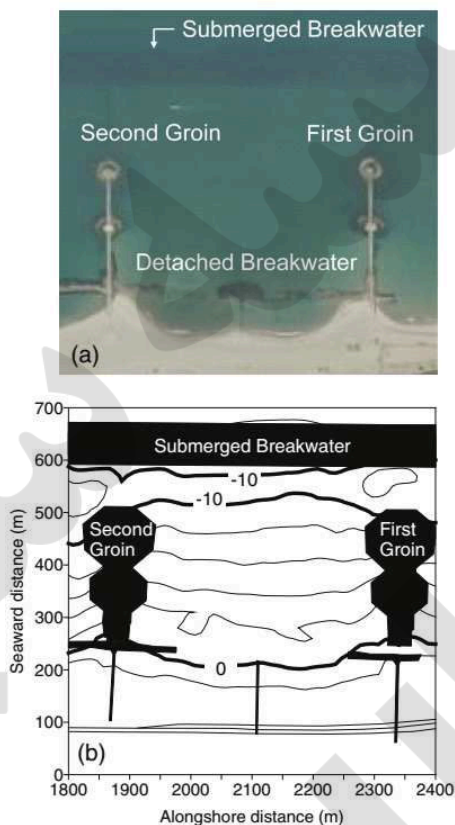 Submerged Breakwater
Second Groin
First Groin
Detached Breakwater
(a)
700
600
500
400
300
200
100
0
Seaward distance (m)
Submerged Breakwater
-10
-10
Second
Groin
First
Groin
0
(b)
1800
1900
2000
2100
2200
2300
2400
Alongshore distance (m)